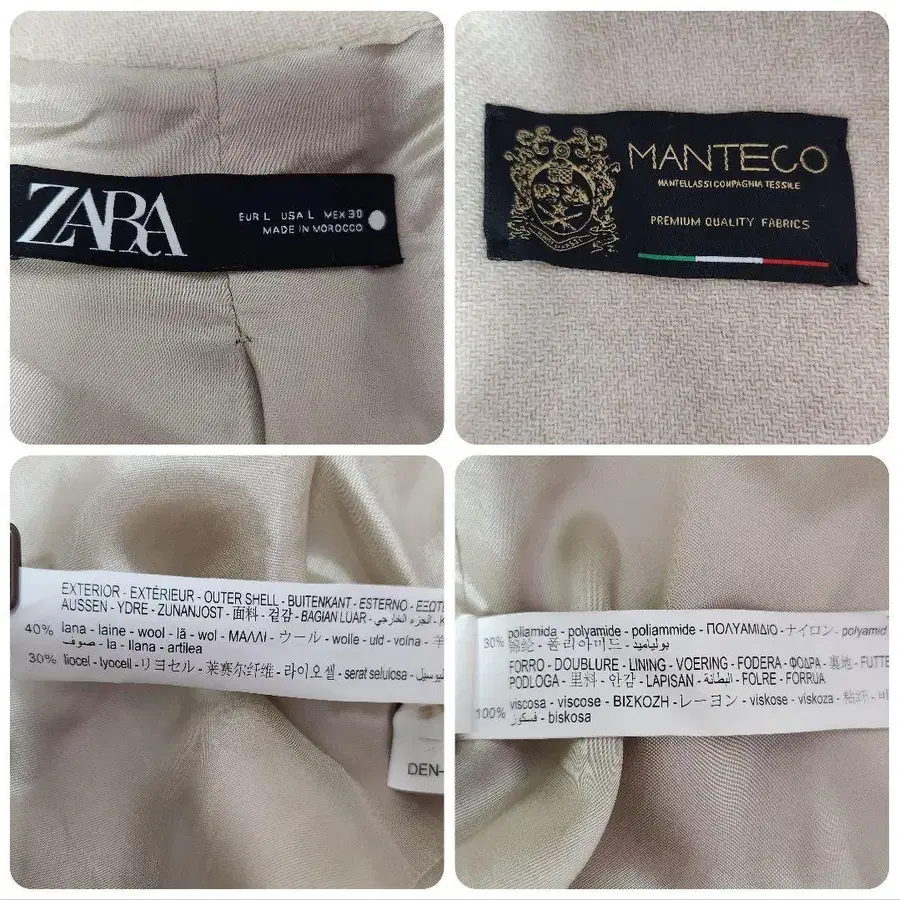 ZARA
EUR L USA L MEX 30
MADE IN MOROCCO
MANTECO
MANTELLASSI COMPAGNIA TESSILE
PREMIUM QUALITY FABRICS
EXTERIOR - EXTÉRIEUR - OUTER SHELL - BUITENKANT - ESTERNO -
AUSSEN - YDRE - ZUNANJOST - 面料 - 겉감 - BAGIAN LUAR - الجزء الخارجي -
40% lana - laine - wool - lã - wol - ΜΑΛΛΙ - ウール - wolle - uld - volna - 羊
صوف - la - llana - artilea
30% liocel - lyocell - リヨセル - 莱赛尔纤维 - 라이오셀 - serat selulosa -
DEN-
30% poliamida - polyamide - poliammide - ΠΟΛΥΑΜΙΔΙΟ - ナイロン - polyamid
锦纶 - 폴리아미드 - بولياميد
FORRO - DOUBLURE - LINING - VOERING - FODERA - ΦΟΔΡΑ - 裏地 - FUTTE
PODLOGA - 里料 - 안감 - LAPISAN - البطانة - FOLRE - FORRUA
100% viscosa - viscose - ΒΙΣΚΟΖΗ - レーヨン - viskose - viskoza - 粘纤 -
فسكوز - biskosa